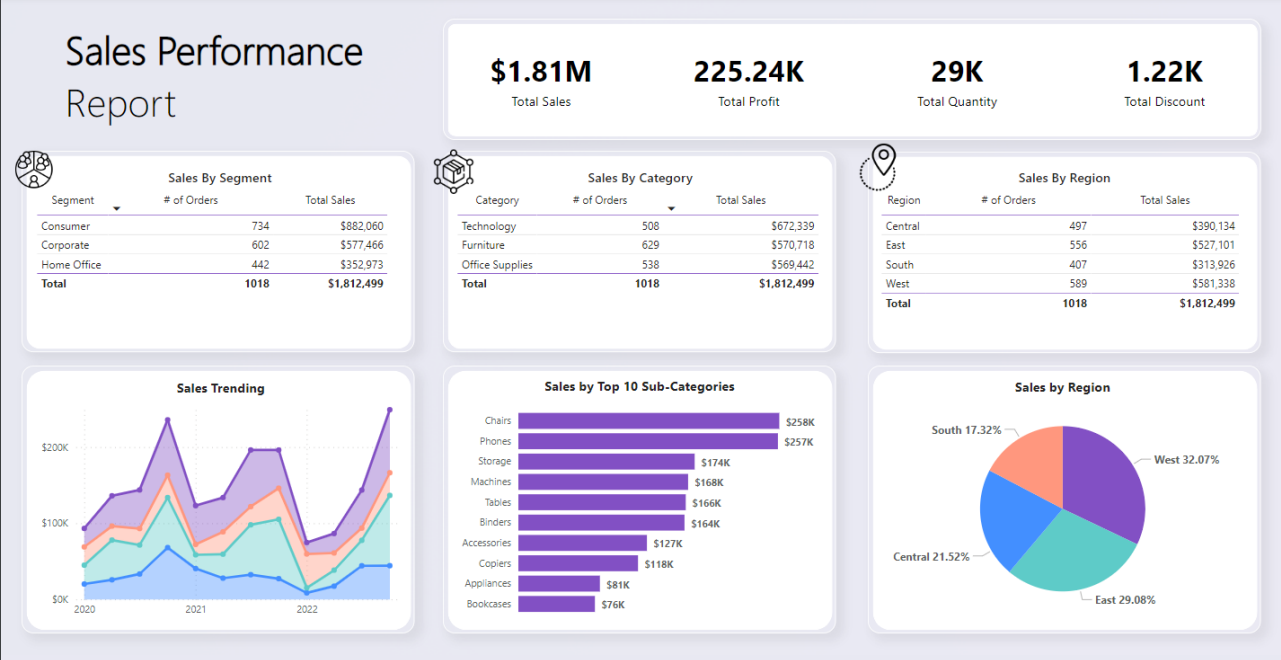 Sales Performance
Report
$1.81M 225.24K 29K 1.22K
Total Sales Total Profit Total Quantity Total Discount
Sales By Segment
Segment # of Orders Total Sales
Consumer 734 $882,060
Corporate 602 $577,466
Home Office 442 $352,973
Total 1018 $1,812,499
Sales By Category
Category # of Orders Total Sales
Technology 508 $672,339
Furniture 629 $570,718
Office Supplies 538 $569,442
Total 1018 $1,812,499
Sales By Region
Region # of Orders Total Sales
Central 497 $390,134
East 556 $527,101
South 407 $313,926
West 589 $581,338
Total 1018 $1,812,499
Sales Trending
$200K
$100K
$0K
2020 2021 2022
Sales by Top 10 Sub-Categories
Chairs $258K
Phones $257K
Storage $174K
Machines $168K
Tables $166K
Binders $164K
Accessories $127K
Copiers $118K
Appliances $81K
Bookcases $76K
Sales by Region
South 17.32%
West 32.07%
Central 21.52%
East 29.08%